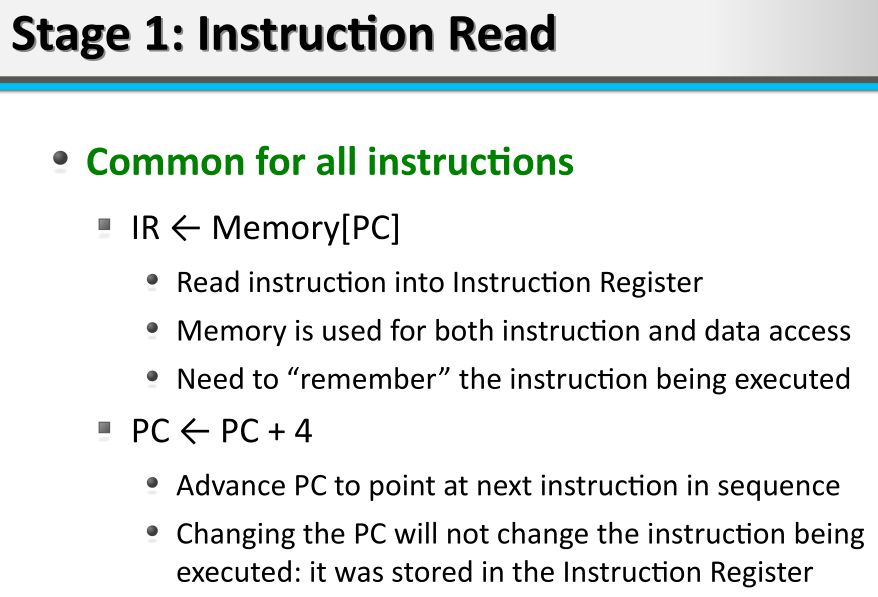 Stage 1: Instruction Read
Common for all instructions
IR ← Memory[PC]
Read instruction into Instruction Register
Memory is used for both instruction and data access
Need to “remember” the instruction being executed
PC ← PC + 4
Advance PC to point at next instruction in sequence
Changing the PC will not change the instruction being
executed: it was stored in the Instruction Register